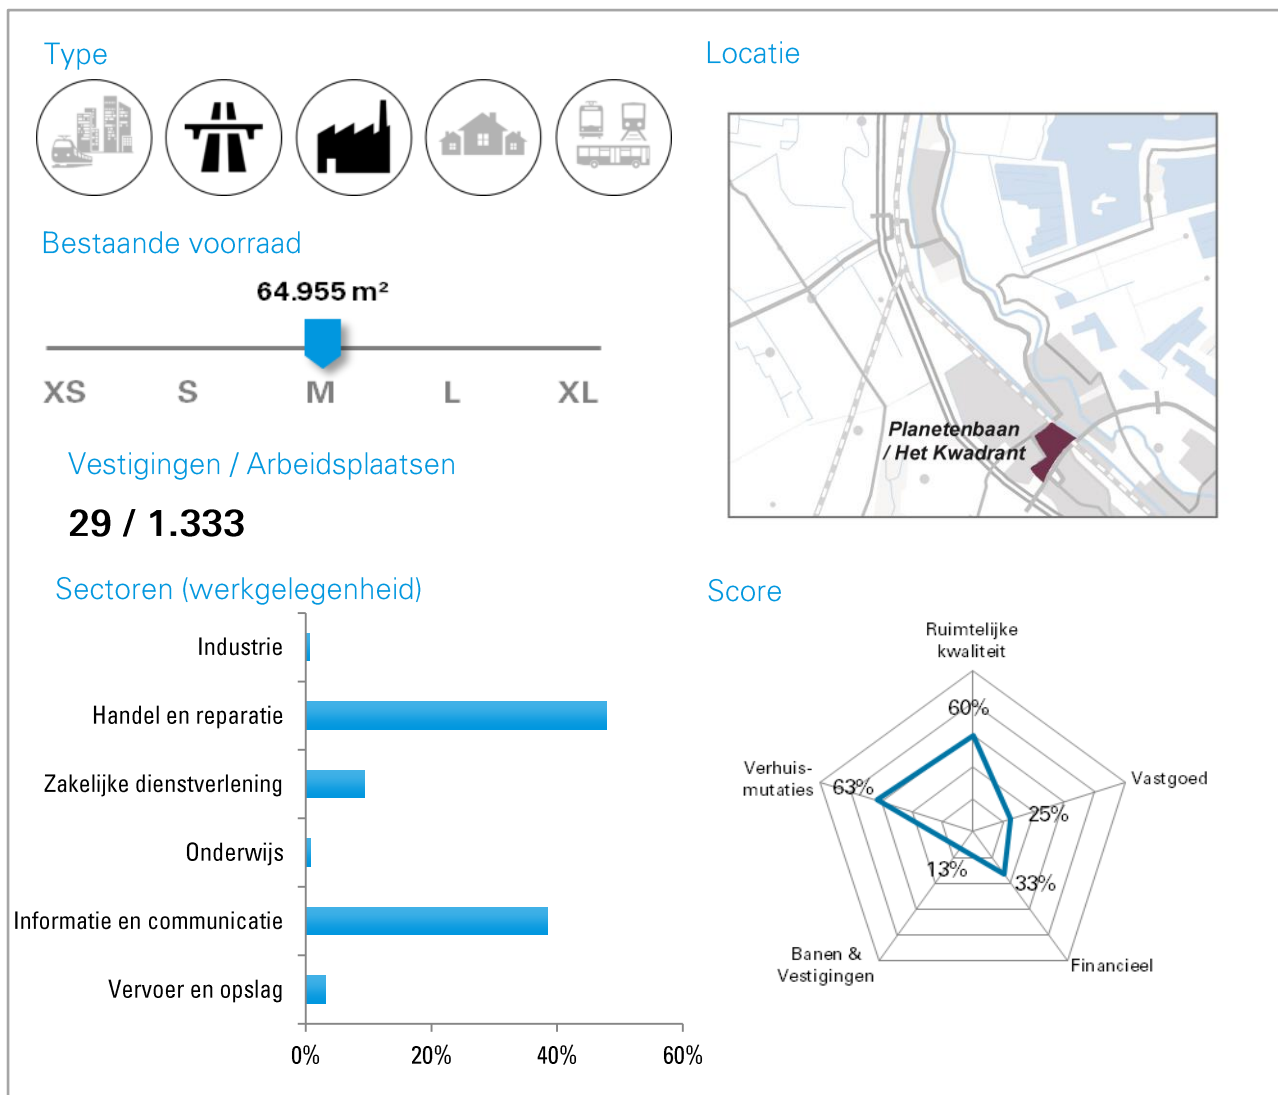 Type
Bestaande voorraad
64.955 m²
XS S M L XL
Vestigingen / Arbeidsplaatsen
29 / 1.333
Sectoren (werkgelegenheid)
Industrie
Handel en reparatie
Zakelijke dienstverlening
Onderwijs
Informatie en communicatie
Vervoer en opslag
0% 20% 40% 60%
Locatie
Planetenbaan
/ Het Kwadrant
Score
Ruimtelijke
kwaliteit
60%
Vastgoed
25%
Financieel
33%
Banen &
Vestigingen
13%
Verhuis-
mutaties
63%